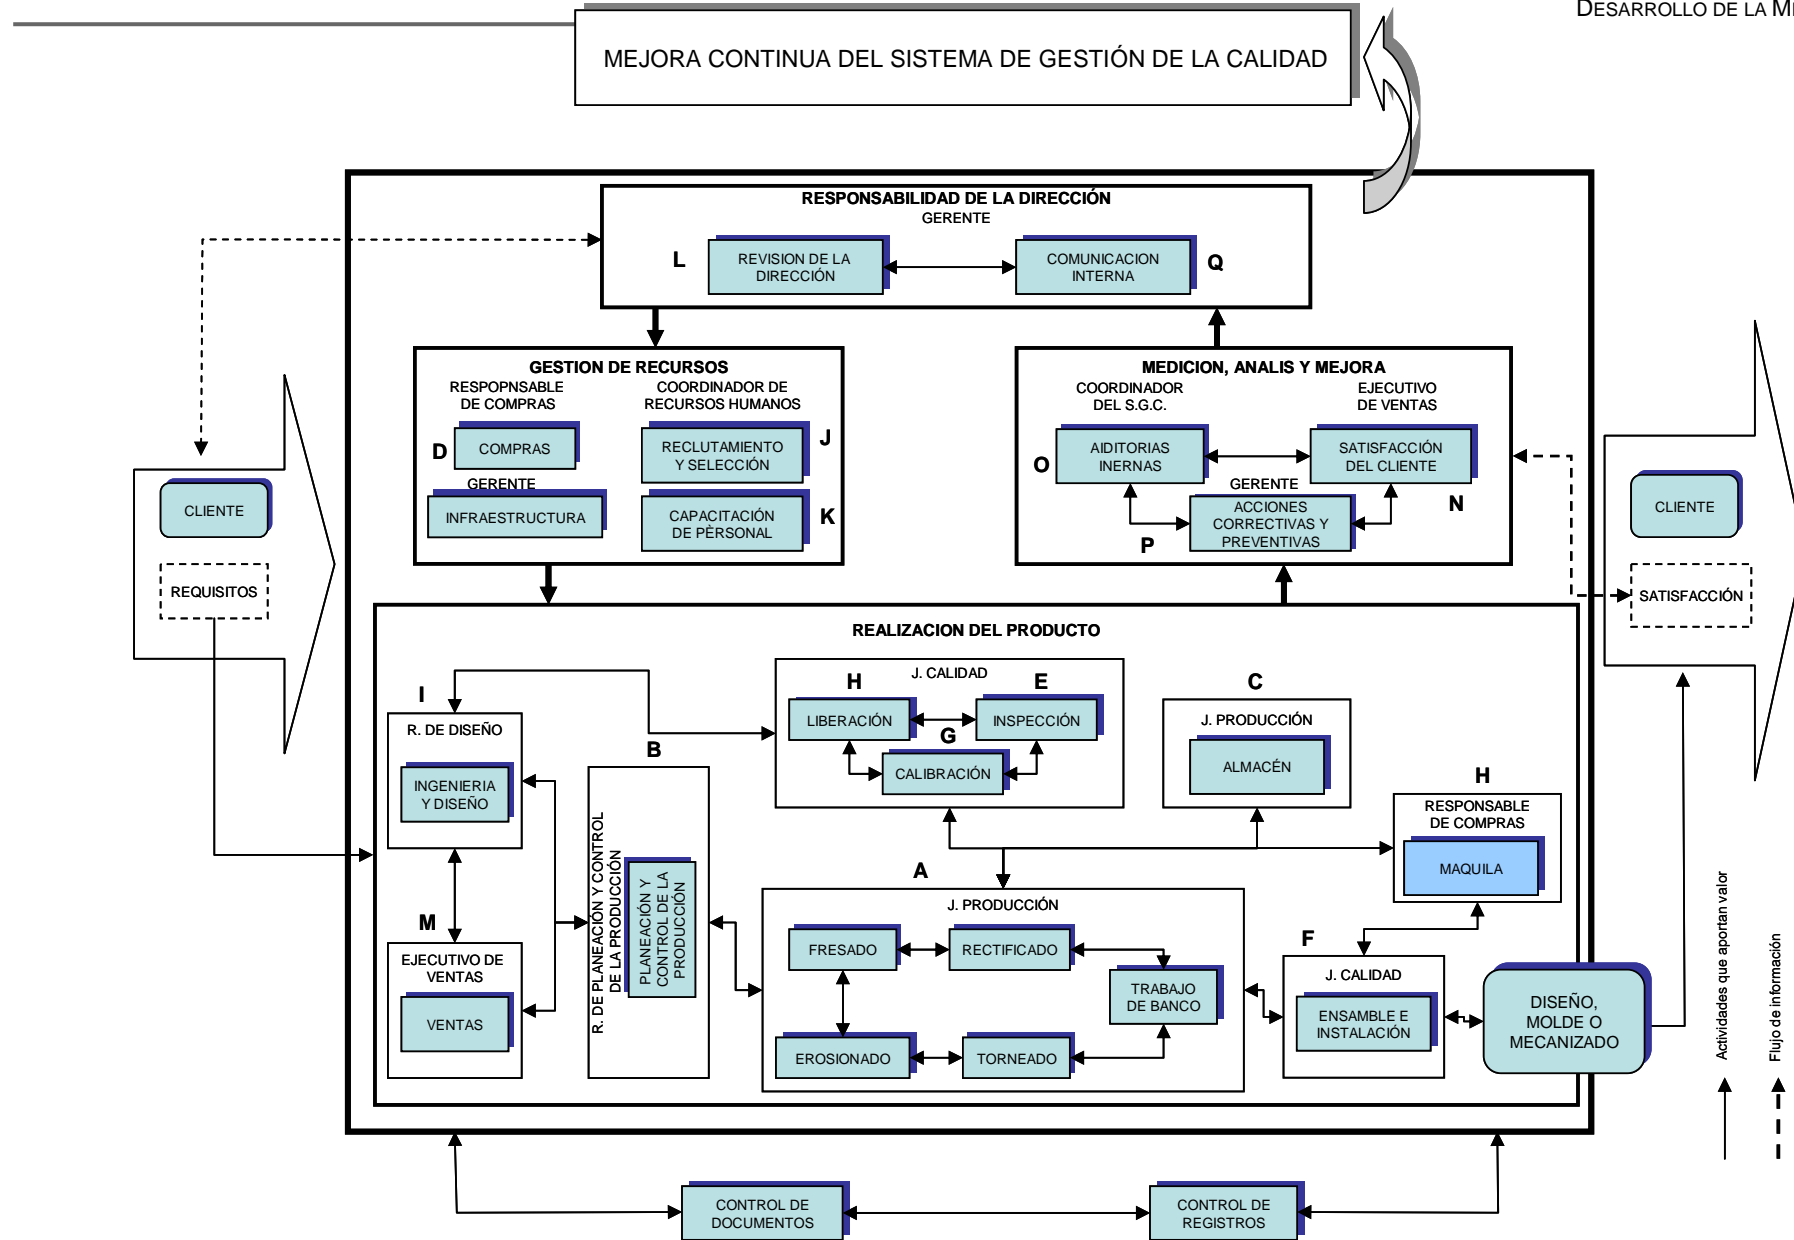 DESARROLLO DE LA M
MEJORA CONTINUA DEL SISTEMA DE GESTIÓN DE LA CALIDAD
RESPONSABILIDAD DE LA DIRECCIÓN
GERENTE
L
REVISION DE LA
DIRECCIÓN
COMUNICACION
INTERNA
Q
GESTION DE RECURSOS
RESPOPNSABLE
DE COMPRAS
COORDINADOR DE
RECURSOS HUMANOS
D
COMPRAS
RECLUTAMIENTO
Y SELECCIÓN
J
GERENTE
INFRAESTRUCTURA
CAPACITACIÓN
DE PÈRSONAL
K
MEDICION, ANALIS Y MEJORA
COORDINADOR
DEL S.G.C.
EJECUTIVO
DE VENTAS
O
AIDITORIAS
INERNAS
SATISFACCIÓN
DEL CLIENTE
N
GERENTE
ACCIONES
CORRECTIVAS Y
PREVENTIVAS
P
CLIENTE
REQUISITOS
CLIENTE
SATISFACCIÓN
REALIZACION DEL PRODUCTO
I
R. DE DISEÑO
INGENIERIA
Y DISEÑO
M
EJECUTIVO DE
VENTAS
VENTAS
B
R. DE PLANEACIÓN Y CONTROL
DE LA PRODUCCIÓN
PLANEACIÓN Y
CONTROL DE LA
PRODUCCIÓN
J. CALIDAD
H
E
LIBERACIÓN
INSPECCIÓN
G
CALIBRACIÓN
C
J. PRODUCCIÓN
ALMACÉN
H
RESPONSABLE
DE COMPRAS
MAQUILA
A
J. PRODUCCIÓN
FRESADO
RECTIFICADO
TRABAJO
DE BANCO
EROSIONADO
TORNEADO
F
J. CALIDAD
ENSAMBLE E
INSTALACIÓN
DISEÑO,
MOLDE O
MECANIZADO
Actividades que aportan valor
Flujo de información
CONTROL DE
DOCUMENTOS
CONTROL DE
REGISTROS